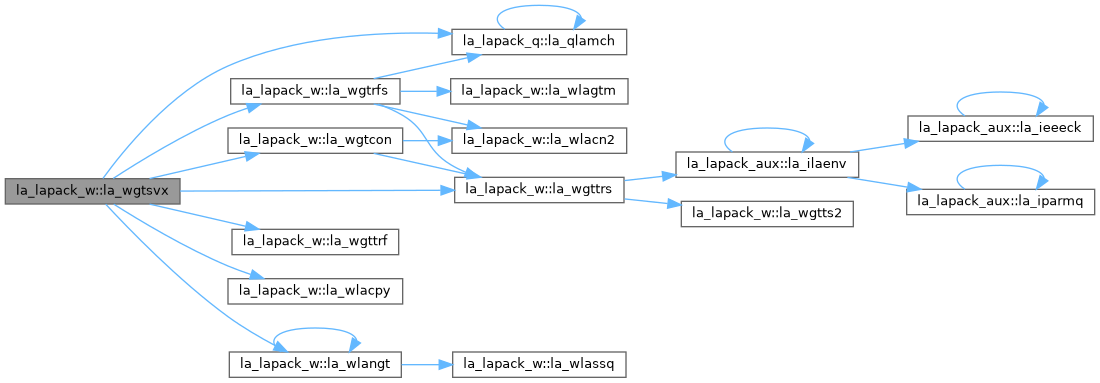 la_lapack_q::la_qlamch
la_lapack_w::la_wgtrfs
la_lapack_w::la_wlagtm
la_lapack_aux::la_ieeeck
la_lapack_w::la_wgtcon
la_lapack_w::la_wlacn2
la_lapack_aux::la_ilaenv
la_lapack_w::la_wgtsvx
la_lapack_w::la_wgttrs
la_lapack_aux::la_iparmq
la_lapack_w::la_wgtts2
la_lapack_w::la_wgttrf
la_lapack_w::la_wlacpy
la_lapack_w::la_wlangt
la_lapack_w::la_wlassq